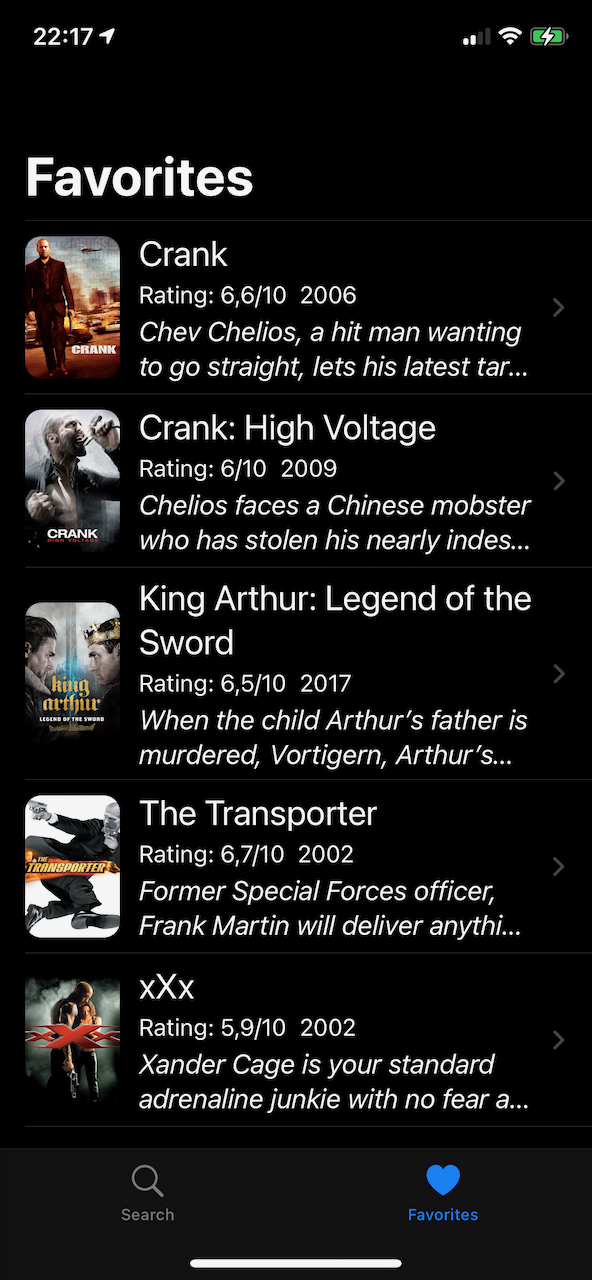 22:17
Favorites
Crank
Rating: 6,6/10 2006
Chev Chelios, a hit man wanting
to go straight, lets his latest tar...
CRANK
Crank: High Voltage
Rating: 6/10 2009
Chelios faces a Chinese mobster
who has stolen his nearly indes...
CRANK
HIGH VOLTAGE
King Arthur: Legend of the
Sword
Rating: 6,5/10 2017
When the child Arthur’s father is
murdered, Vortigern, Arthur’s...
king
arthur
LEGEND OF THE SWORD
The Transporter
Rating: 6,7/10 2002
Former Special Forces officer,
Frank Martin will deliver anythi...
THE
TRANSPORTER
xXx
Rating: 5,9/10 2002
Xander Cage is your standard
adrenaline junkie with no fear a...
xXx
Search
Favorites